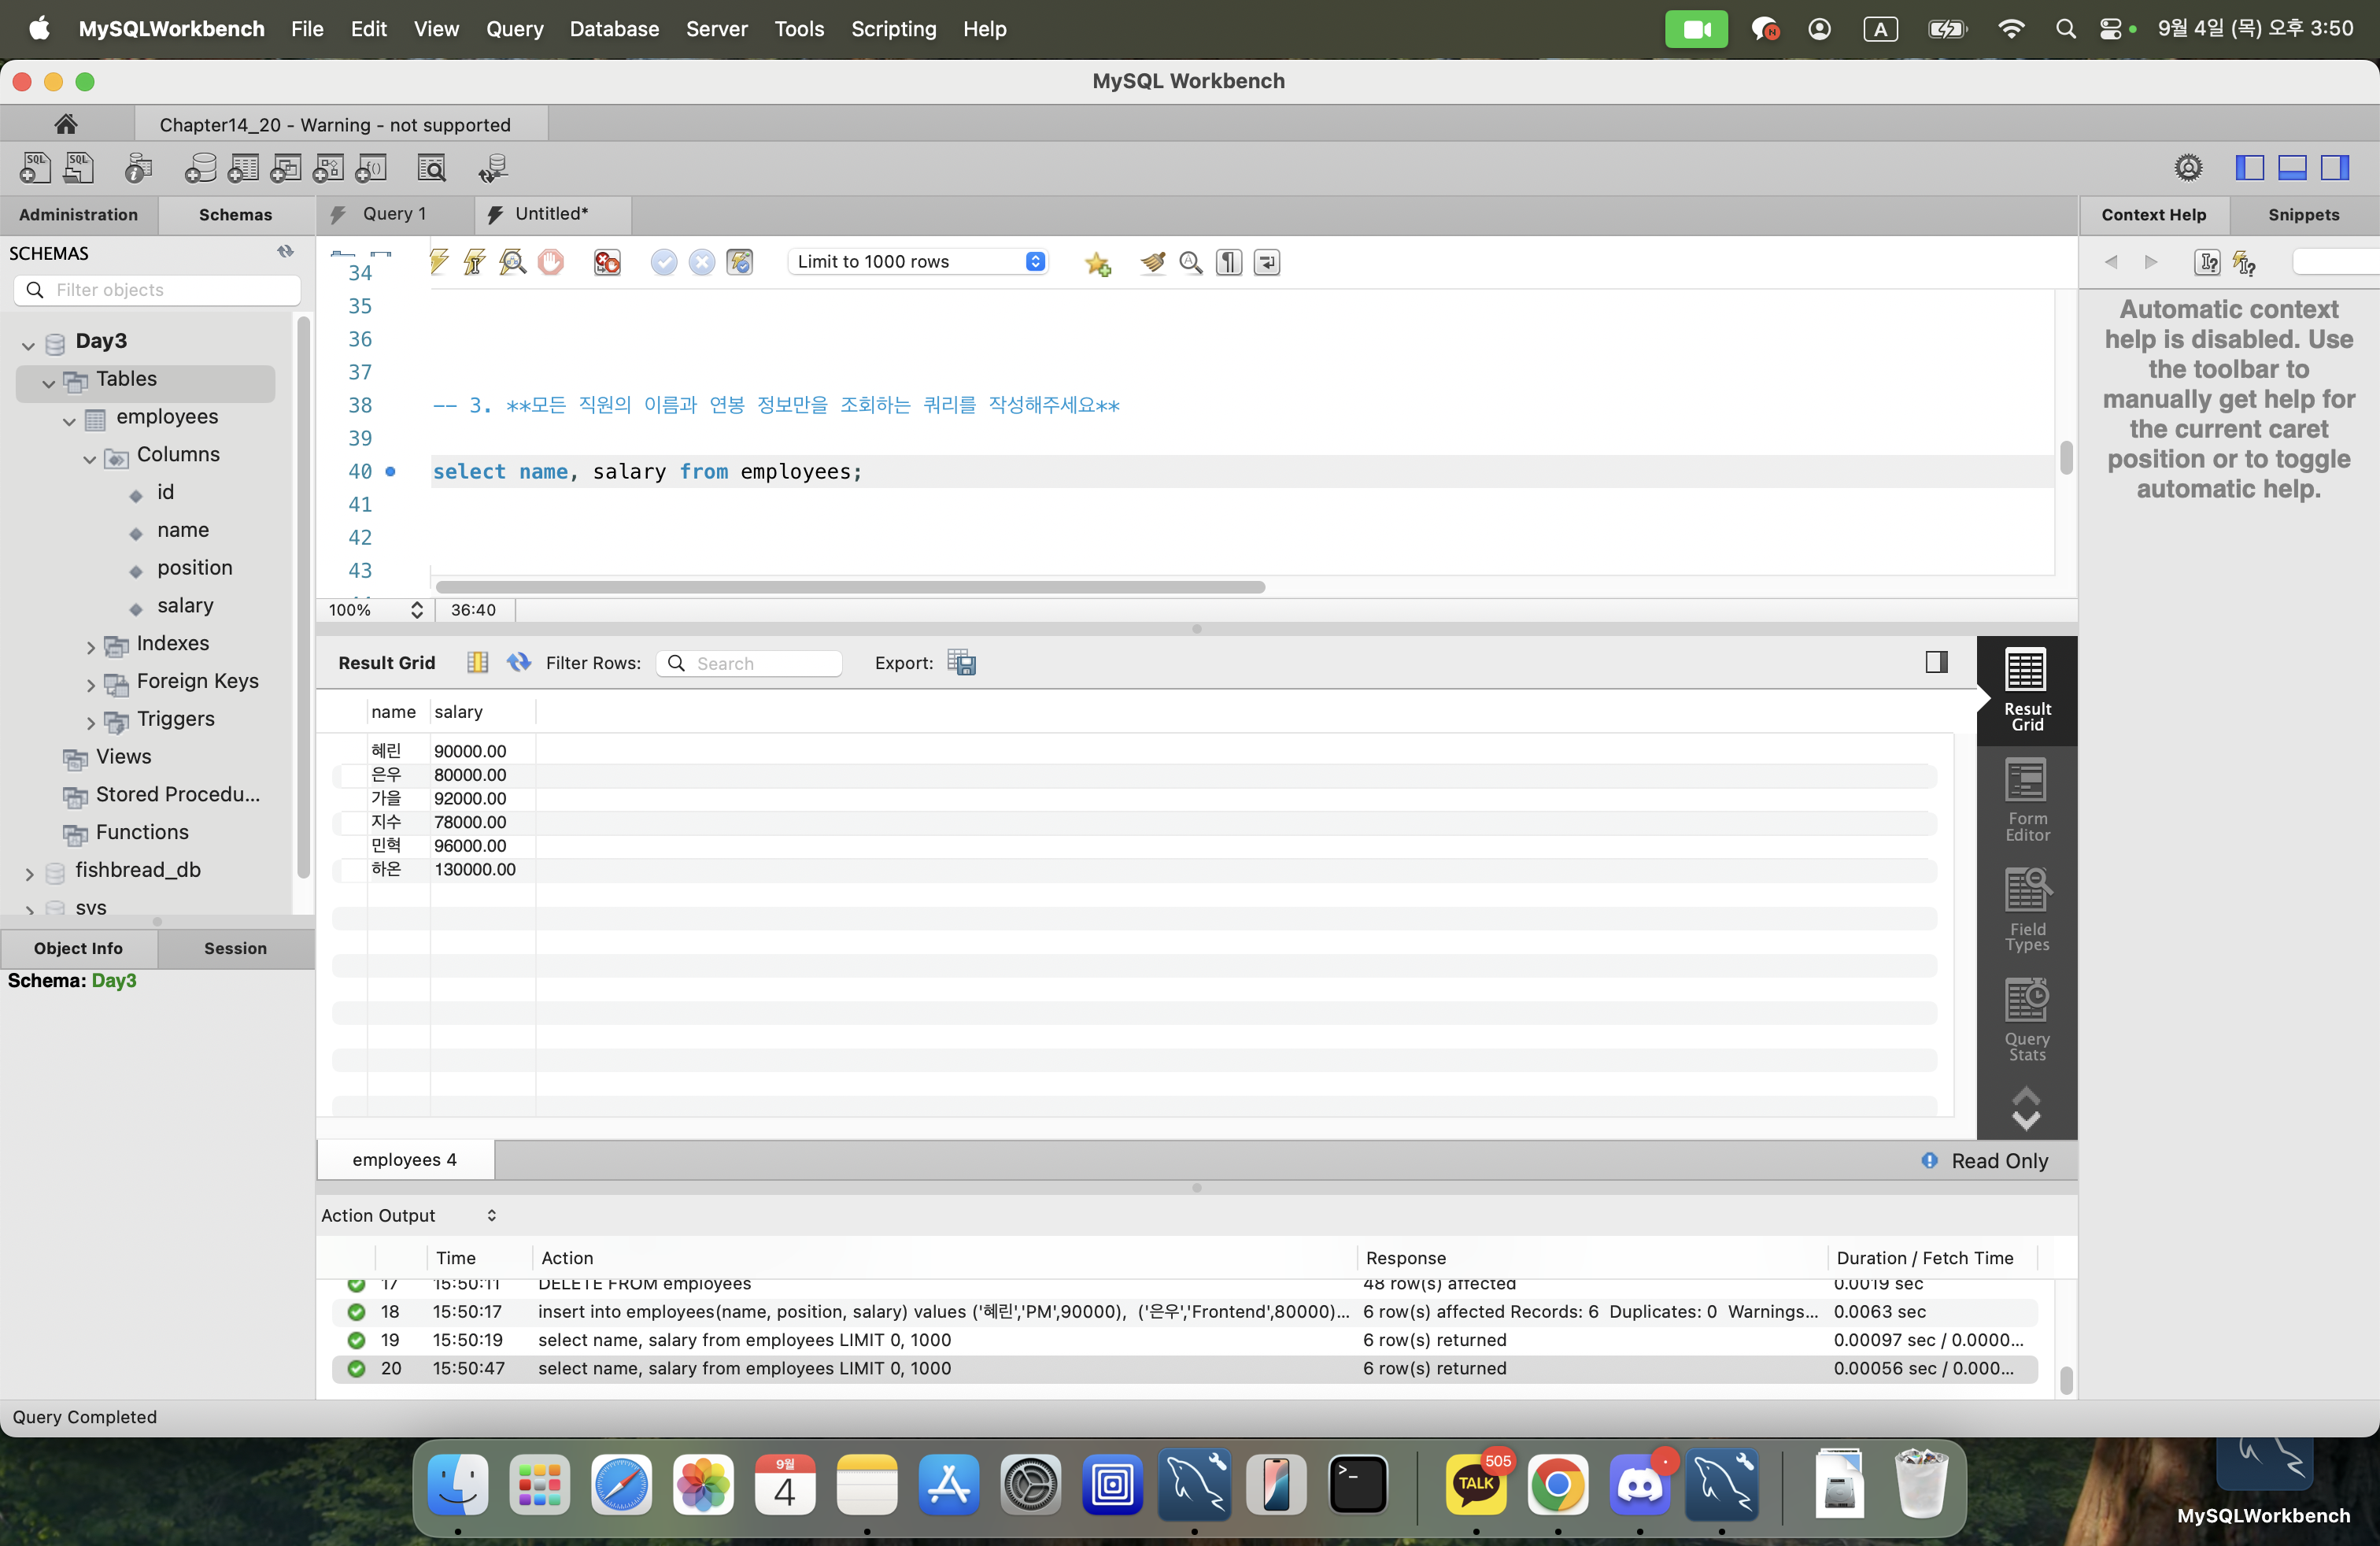 MySQLWorkbench File Edit View Query Database Server Tools Scripting Help
A 9월 4일 (목) 오후 3:50
MySQL Workbench
Chapter14_20 - Warning - not supported
Administration Schemas Query 1 Untitled* Context Help Snippets
SCHEMAS
Filter objects
Limit to 1000 rows
Day3
Tables
employees
Columns
id
name
position
salary
Indexes
Foreign Keys
Triggers
Views
Stored Procedu...
Functions
fishbread_db
sys
Object Info Session
Schema: Day3
34
35
36
37
38 -- 3. **모든 직원의 이름과 연봉 정보만을 조회하는 쿼리를 작성해주세요**
39
40 select name, salary from employees;
41
42
43
100% 36:40
Automatic context
help is disabled. Use
the toolbar to
manually get help for
the current caret
position or to toggle
automatic help.
Result Grid Filter Rows: Search Export:
name salary
혜린 90000.00
은우 80000.00
가을 92000.00
지수 78000.00
민혁 96000.00
하온 130000.00
Result
Grid
Form
Editor
Field
Types
Query
Stats
employees 4 Read Only
Action Output
Time Action Response Duration / Fetch Time
17 15:50:11 DELETE FROM employees 48 row(s) affected 0.0019 sec
18 15:50:17 insert into employees(name, position, salary) values ('혜린','PM',90000), ('은우','Frontend',80000)... 6 row(s) affected Records: 6 Duplicates: 0 Warnings... 0.0063 sec
19 15:50:19 select name, salary from employees LIMIT 0, 1000 6 row(s) returned 0.00097 sec / 0.0000...
20 15:50:47 select name, salary from employees LIMIT 0, 1000 6 row(s) returned 0.00056 sec / 0.000...
Query Completed
9월
4
TALK
505
MySQLWorkbench